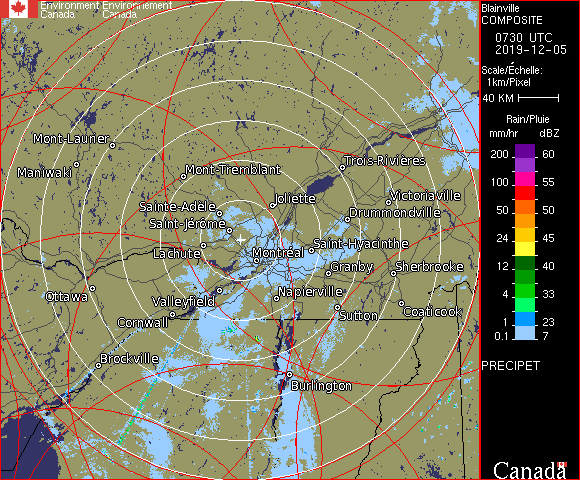 Environment Environnement
Canada Canada
Blainville
COMPOSITE
0730 UTC
2019-12-05
Scale/Échelle:
1km/Pixel
40 KM
Rain/Pluie
mm/hr dBZ
200 60
100 55
50 50
24 45
12 40
4 33
1 23
0.1 7
PRECIPET
Canada
Mont-Laurier
Maniwaki
Mont-Tremblant
Trois-Rivières
Sainte-Adèle
Joliette
Victoriaville
Drummondville
Saint-Jérôme
Lachute
Montréal
Saint-Hyacinthe
Granby
Sherbrooke
Ottawa
Valleyfield
Napierville
Cornwall
Sutton
Coaticook
Brockville
Burlington